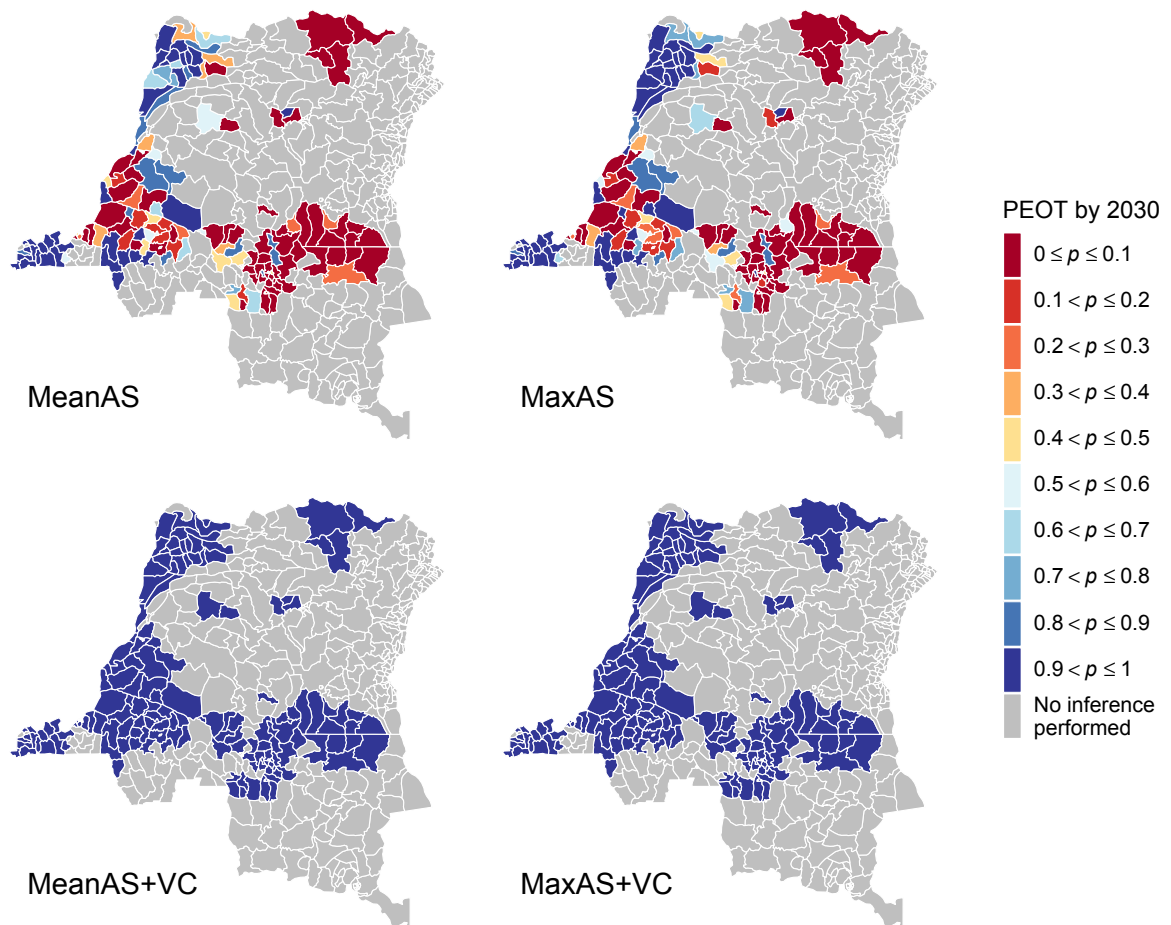 MeanAS
MaxAS
MeanAS+VC
MaxAS+VC
PEOT by 2030
0 ≤ p ≤ 0.1
0.1 < p ≤ 0.2
0.2 < p ≤ 0.3
0.3 < p ≤ 0.4
0.4 < p ≤ 0.5
0.5 < p ≤ 0.6
0.6 < p ≤ 0.7
0.7 < p ≤ 0.8
0.8 < p ≤ 0.9
0.9 < p ≤ 1
No inference
performed